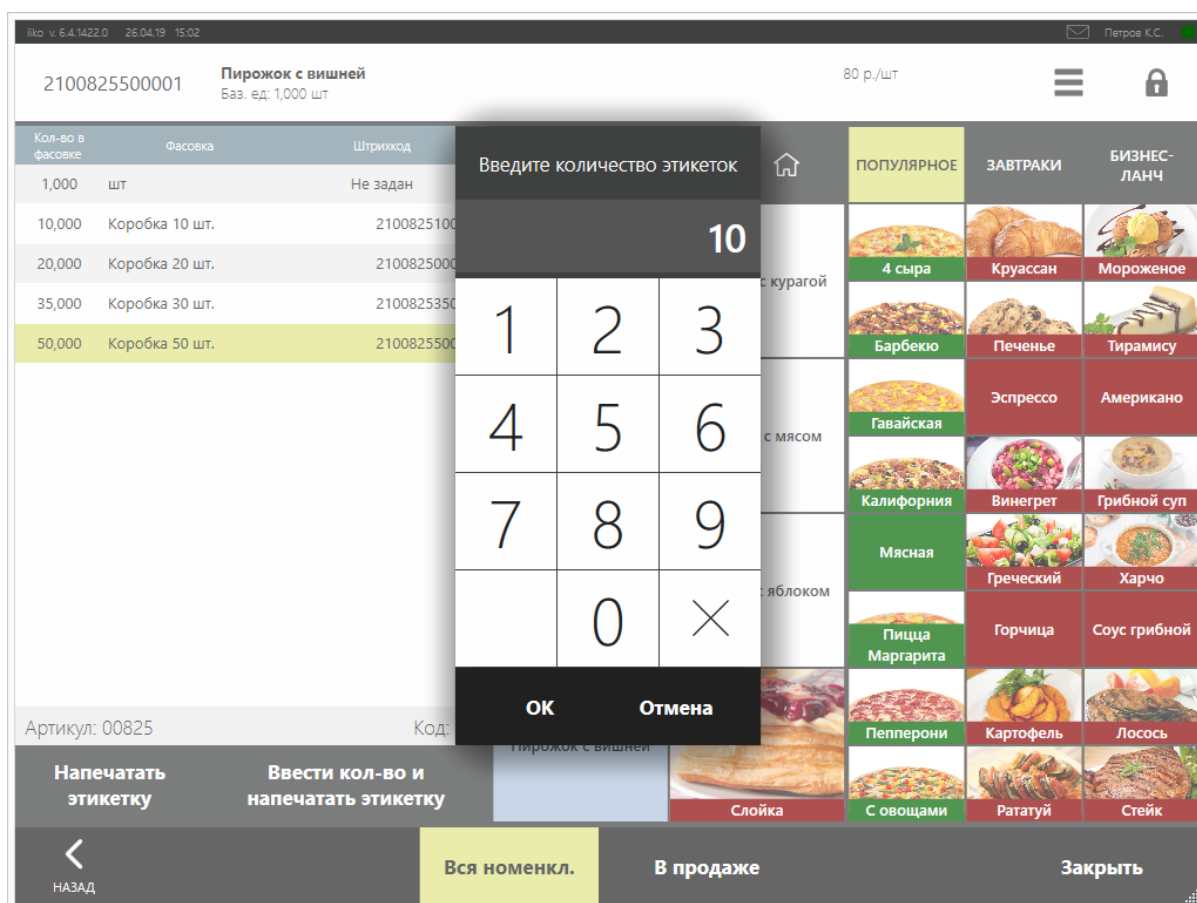 iiko v. 6.4.1422.0 26.04.19 15:02
Петров К.С.
2100825500001
Пирожок с вишней
Баз. ед: 1,000 шт
80 р./шт
Кол-во в фасовке
Фасовка
Штрихкод
1,000 шт Не задан
10,000 Коробка 10 шт. 2100825100
20,000 Коробка 20 шт. 2100825000
35,000 Коробка 30 шт. 2100825350
50,000 Коробка 50 шт. 2100825500
Артикул: 00825
Код:
Напечатать
этикетку
Ввести кол-во и
напечатать этикетку
Введите количество этикеток
10
1 2 3
4 5 6
7 8 9
0
ОК Отмена
с курагой
с мясом
с яблоком
Пирожок с вишней
Слойка
ПОПУЛЯРНОЕ
ЗАВТРАКИ
БИЗНЕС-
ЛАНЧ
4 сыра Круассан Мороженое
Барбекю Печенье Тирамису
Гавайская Эспрессо Американо
Калифорния Винегрет Грибной суп
Мясная Греческий Харчо
Пицца
Маргарита
Горчица Соус грибной
Пепперони Картофель Лосось
С овощами Рататуй Стейк
НАЗАД
Вся номенкл.
В продаже
Закрыть